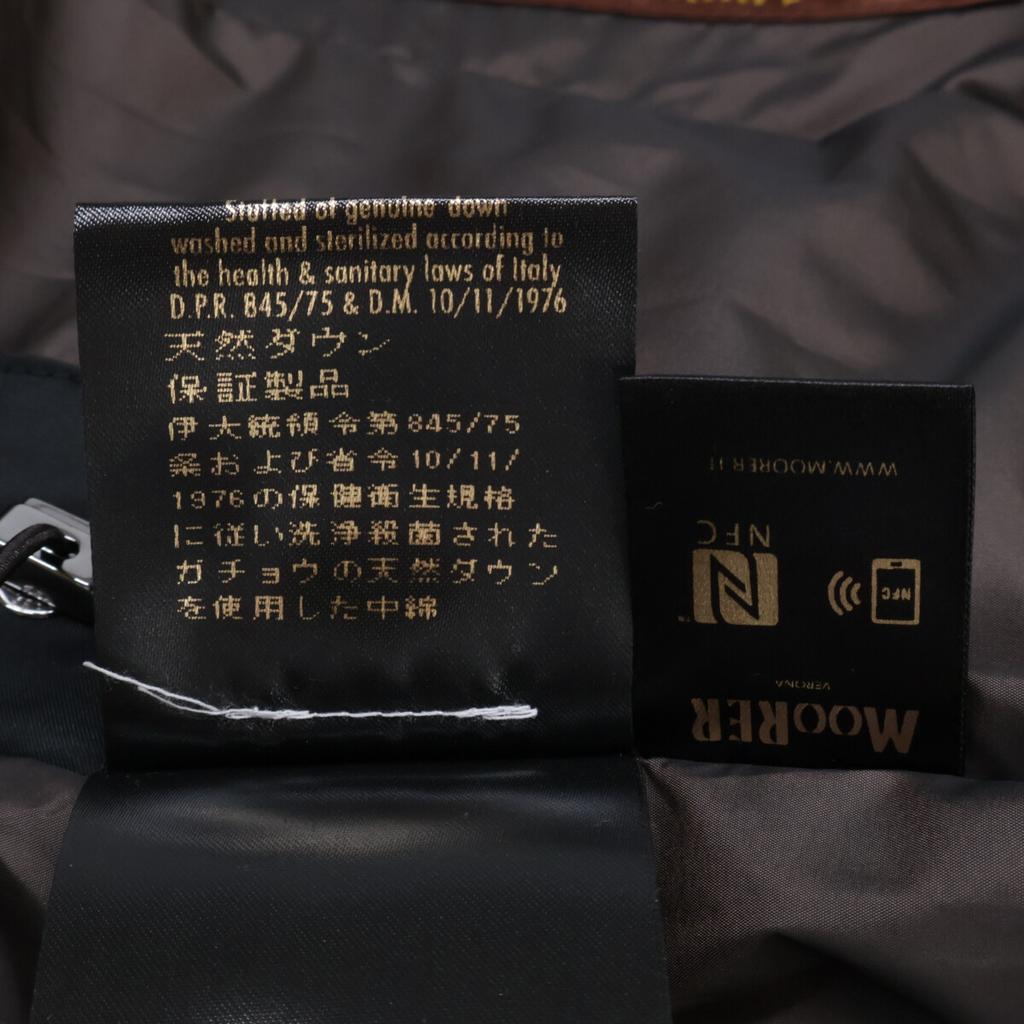 Stuffed of genuine down
washed and sterilized according to
the health & sanitary laws of Italy
D.P.R. 845/75 & D.M. 10/11/1976
天然ダウン
保証製品
伊大統領令第845/75
条および省令10/11/
1976の保健衛生規格
に従い洗浄殺菌された
ガチョウの天然ダウン
を使用した中綿
MOORER
VERONA
NFC
TM
NFC
WWW.MOORER.IT